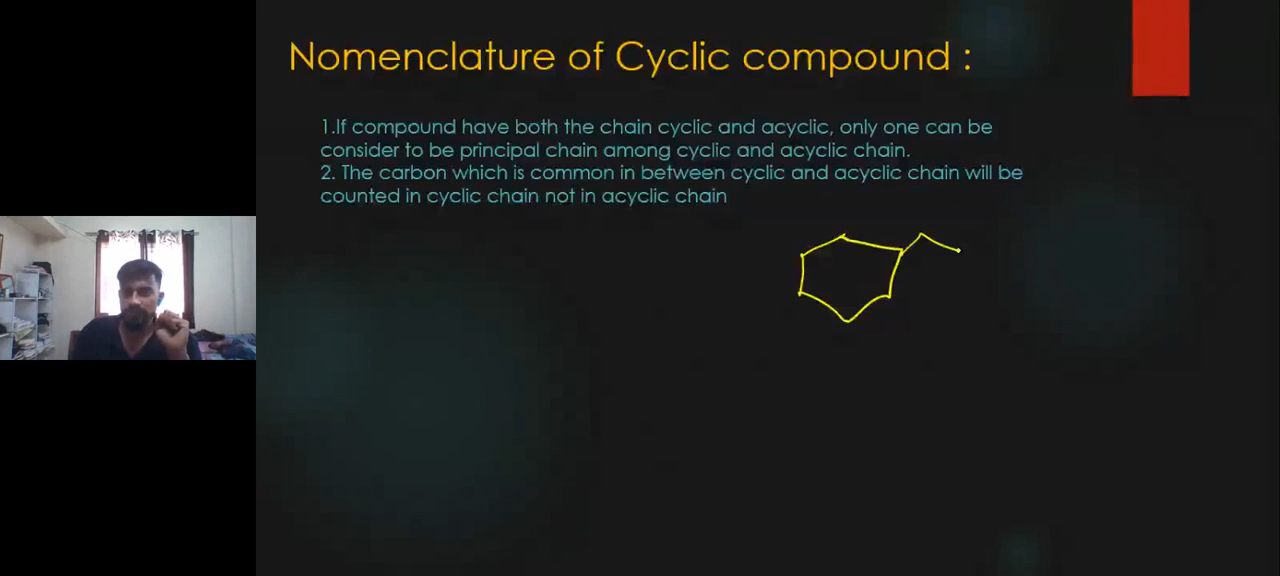 Nomenclature of Cyclic compound :
1.If compound have both the chain cyclic and acyclic, only one can be
consider to be principal chain among cyclic and acyclic chain.
2. The carbon which is common in between cyclic and acyclic chain will be
counted in cyclic chain not in acyclic chain